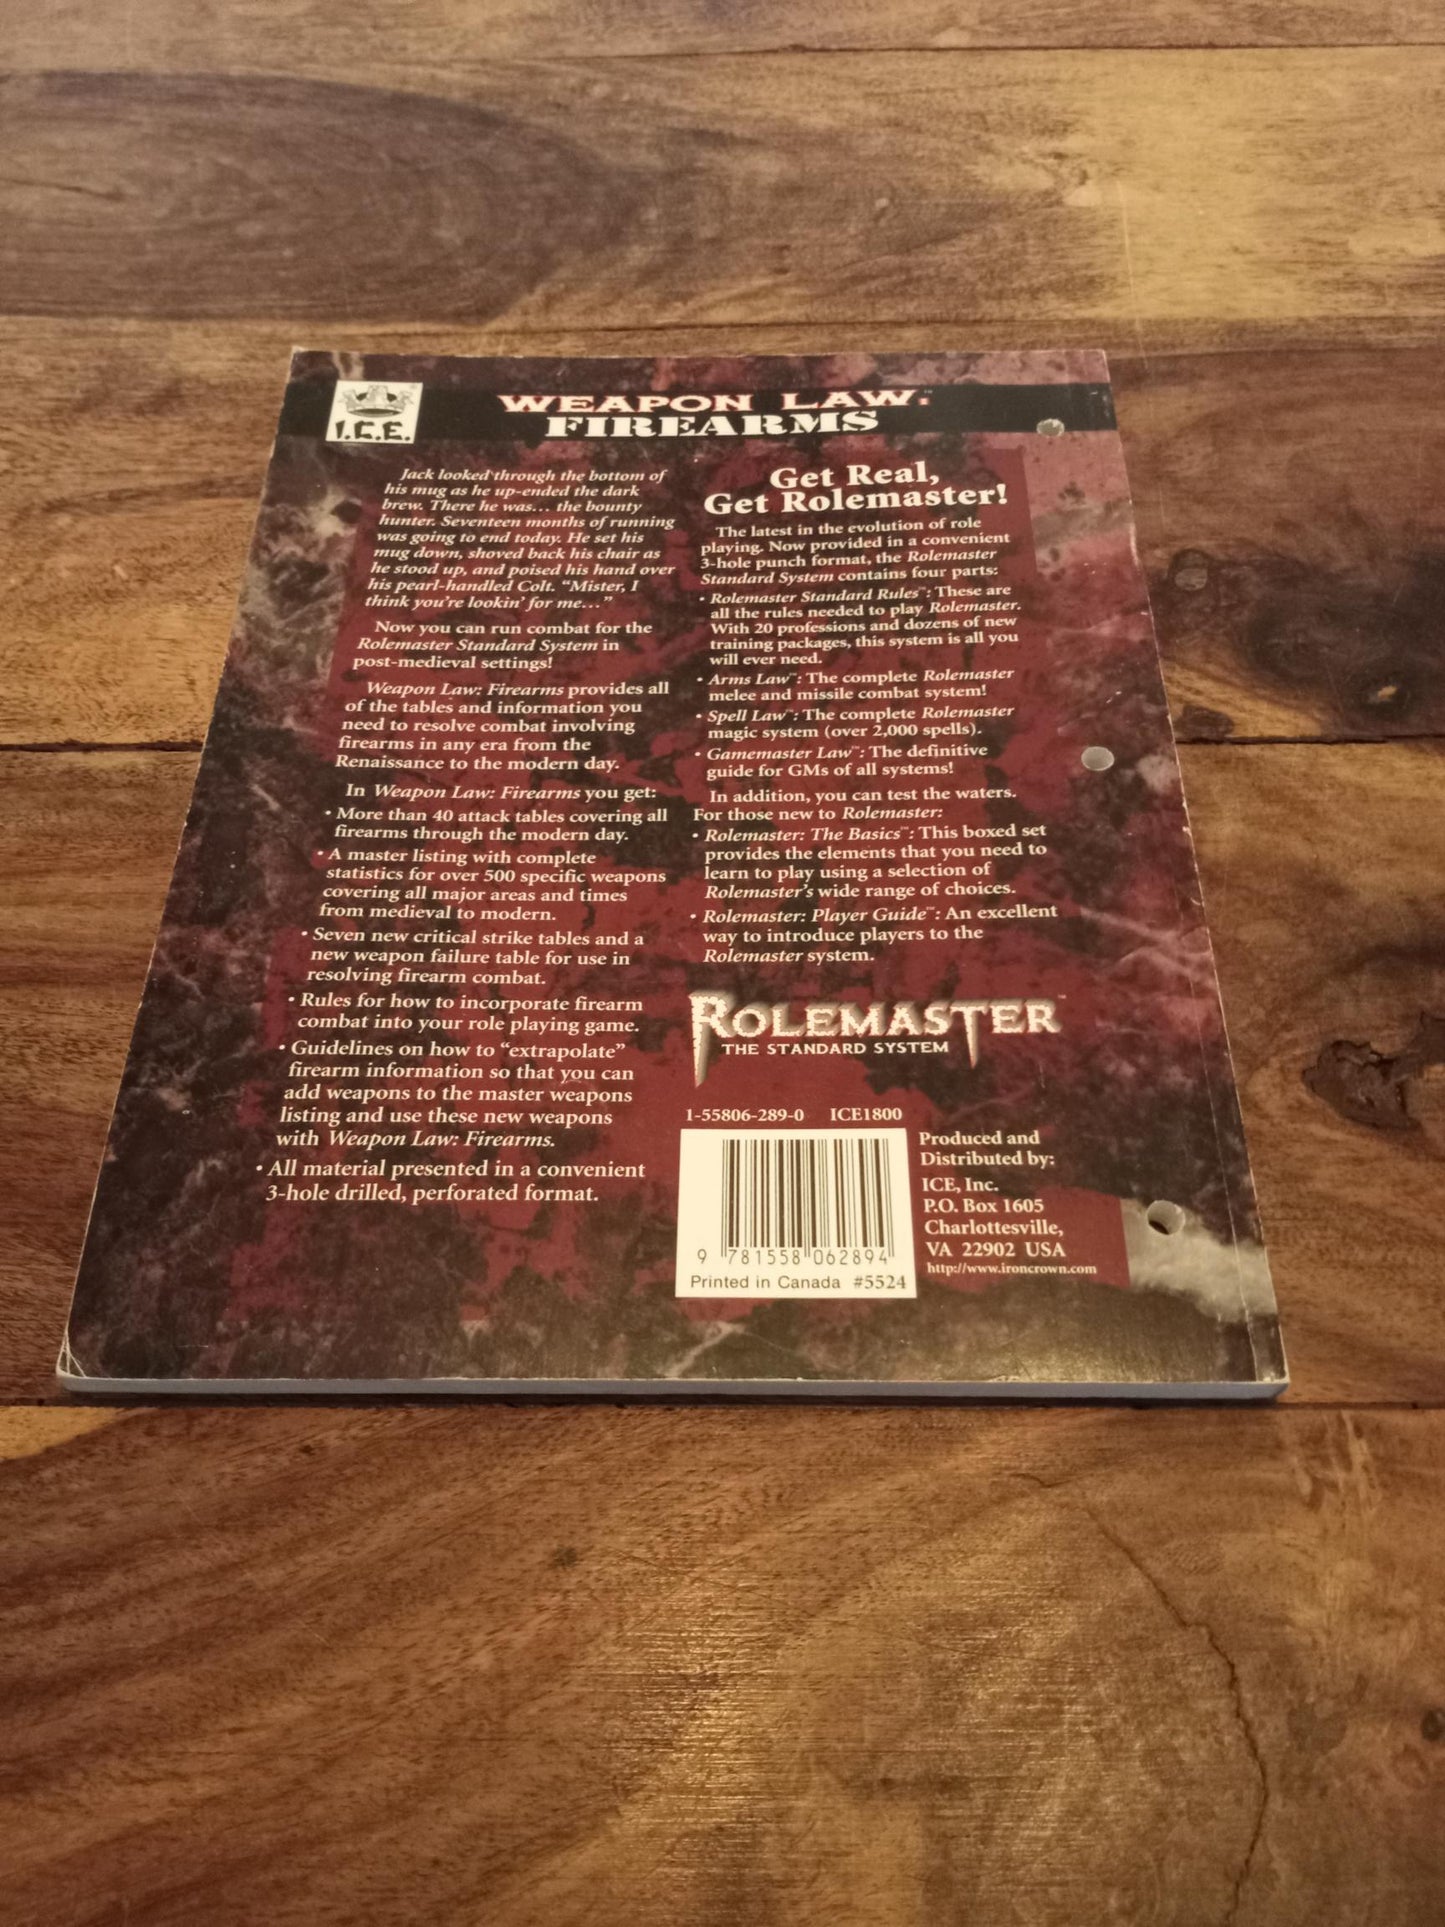 I.C.E.
WEAPON LAW:™
FIREARMS
Jack looked through the bottom of
his mug as he up-ended the dark
brew. There he was… the bounty
hunter. Seventeen months of running
was going to end today. He set his
mug down, shoved back his chair as
he stood up, and poised his hand over
his pearl-handled Colt. “Mister, I
think you’re lookin’ for me…”
Now you can run combat for the
Rolemaster Standard System in
post-medieval settings!
Weapon Law: Firearms provides all
of the tables and information you
need to resolve combat involving
firearms in any era from the
Renaissance to the modern day.
In Weapon Law: Firearms you get:
• More than 40 attack tables covering all
firearms through the modern day.
• A master listing with complete
statistics for over 500 specific weapons
covering all major areas and times
from medieval to modern.
• Seven new critical strike tables and a
new weapon failure table for use in
resolving firearm combat.
• Rules for how to incorporate firearm
combat into your role playing game.
• Guidelines on how to “extrapolate”
firearm information so that you can
add weapons to the master weapons
listing and use these new weapons
with Weapon Law: Firearms.
• All material presented in a convenient
3-hole drilled, perforated format.
Get Real,
Get Rolemaster!
The latest in the evolution of role
playing. Now provided in a convenient
3-hole punch format, the Rolemaster
Standard System contains four parts:
• Rolemaster Standard Rules™: These are
all the rules needed to play Rolemaster.
With 20 professions and dozens of new
training packages, this system is all you
will ever need.
• Arms Law™: The complete Rolemaster
melee and missile combat system!
• Spell Law™: The complete Rolemaster
magic system (over 2,000 spells).
• Gamemaster Law™: The definitive
guide for GMs of all systems!
In addition, you can test the waters.
For those new to Rolemaster:
• Rolemaster: The Basics™: This boxed set
provides the elements that you need to
learn to play using a selection of
Rolemaster’s wide range of choices.
• Rolemaster: Player Guide™: An excellent
way to introduce players to the
Rolemaster system.
ROLEMASTER™
THE STANDARD SYSTEM
1-55806-289-0 ICE1800
9 781558 062894
Printed in Canada #5524
Produced and
Distributed by:
ICE, Inc.
P.O. Box 1605
Charlottesville,
VA 22902 USA
http://www.ironcrown.com